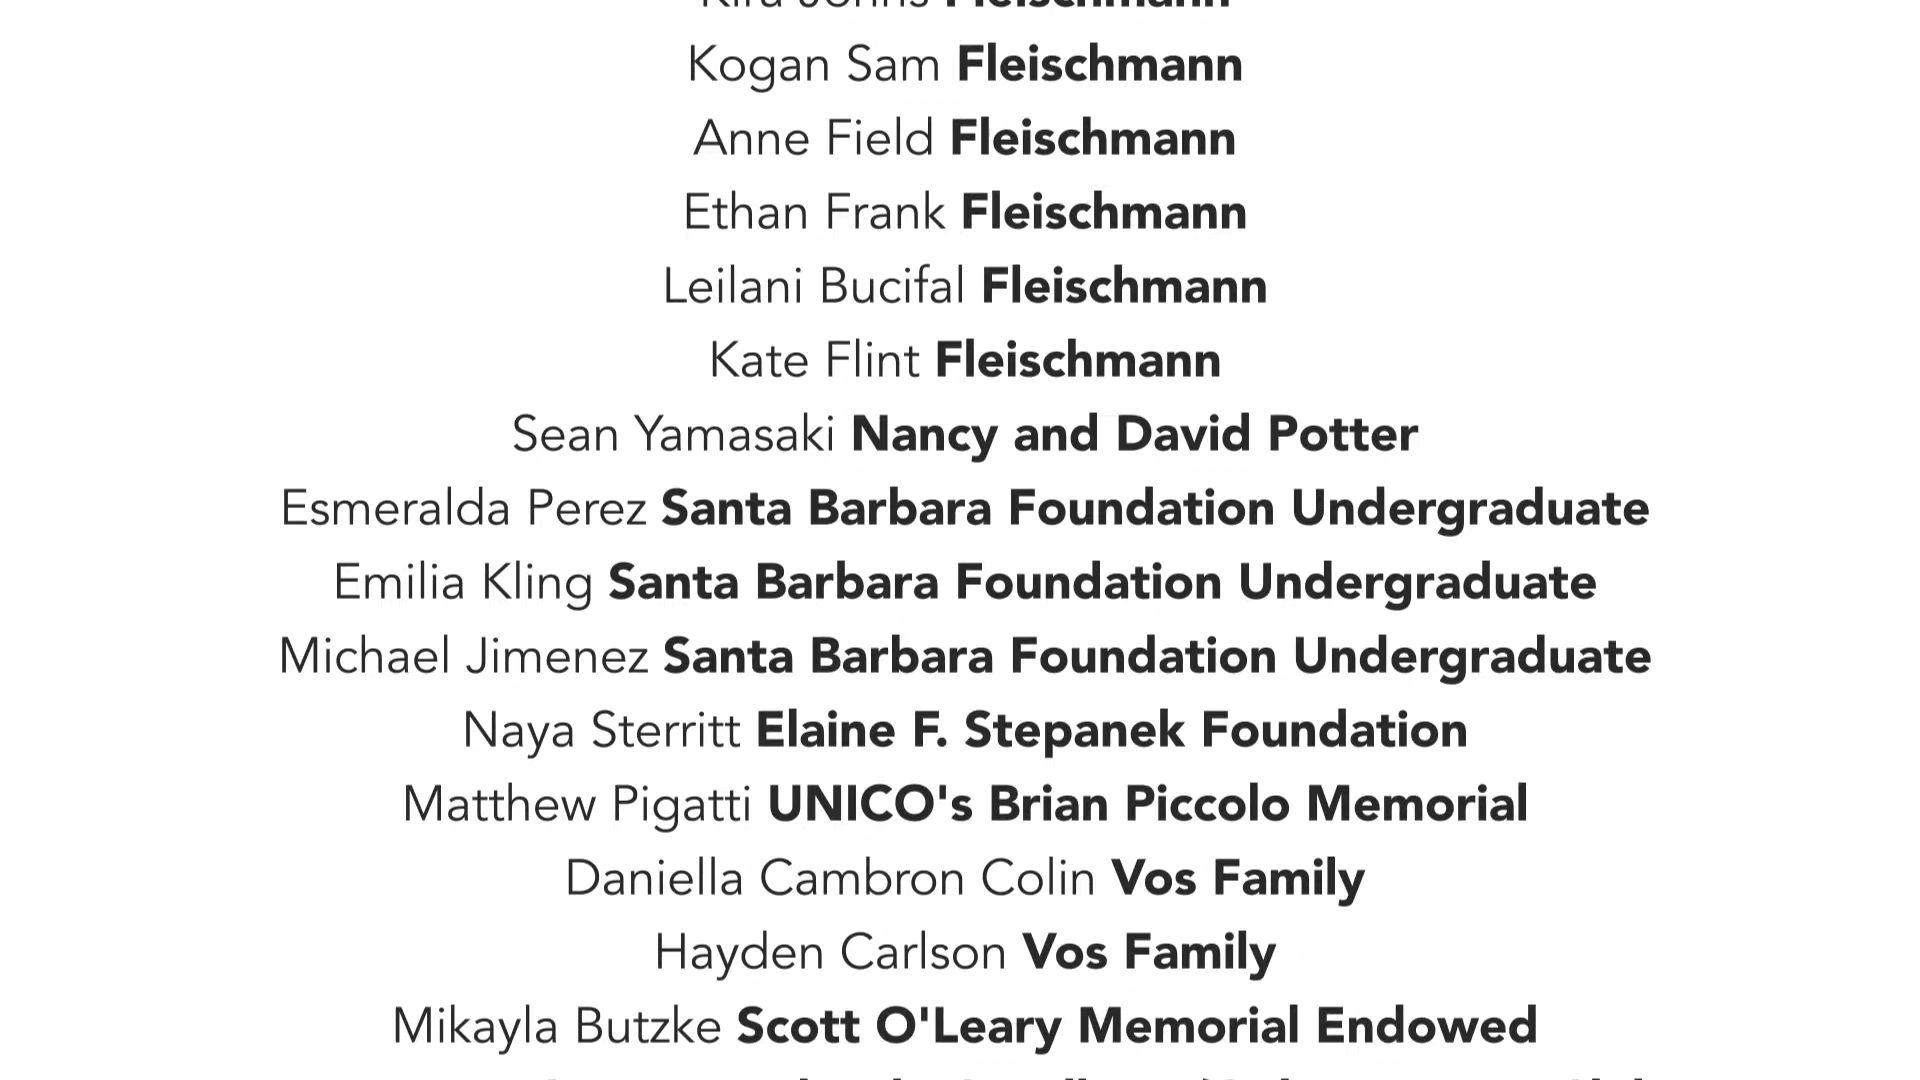 Kira Johns Fleischmann
Kogan Sam Fleischmann
Anne Field Fleischmann
Ethan Frank Fleischmann
Leilani Bucifal Fleischmann
Kate Flint Fleischmann
Sean Yamasaki Nancy and David Potter
Esmeralda Perez Santa Barbara Foundation Undergraduate
Emilia Kling Santa Barbara Foundation Undergraduate
Michael Jimenez Santa Barbara Foundation Undergraduate
Naya Sterritt Elaine F. Stepanek Foundation
Matthew Pigatti UNICO's Brian Piccolo Memorial
Daniella Cambron Colin Vos Family
Hayden Carlson Vos Family
Mikayla Butzke Scott O'Leary Memorial Endowed